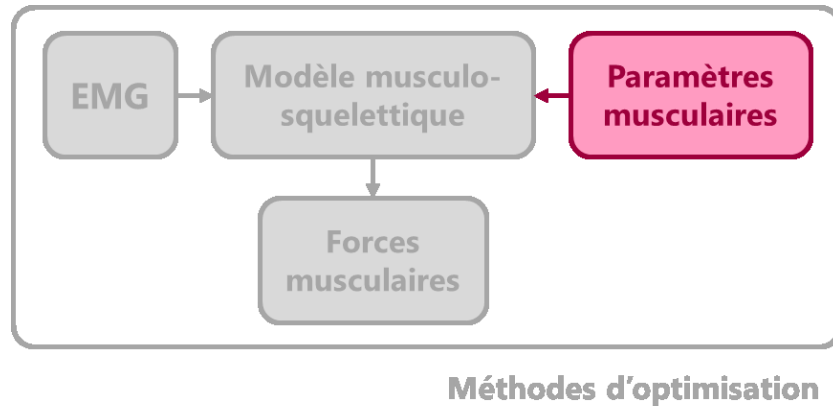 EMG
Modèle musculo-
squelettique
Paramètres
musculaires
Forces
musculaires
Méthodes d'optimisation